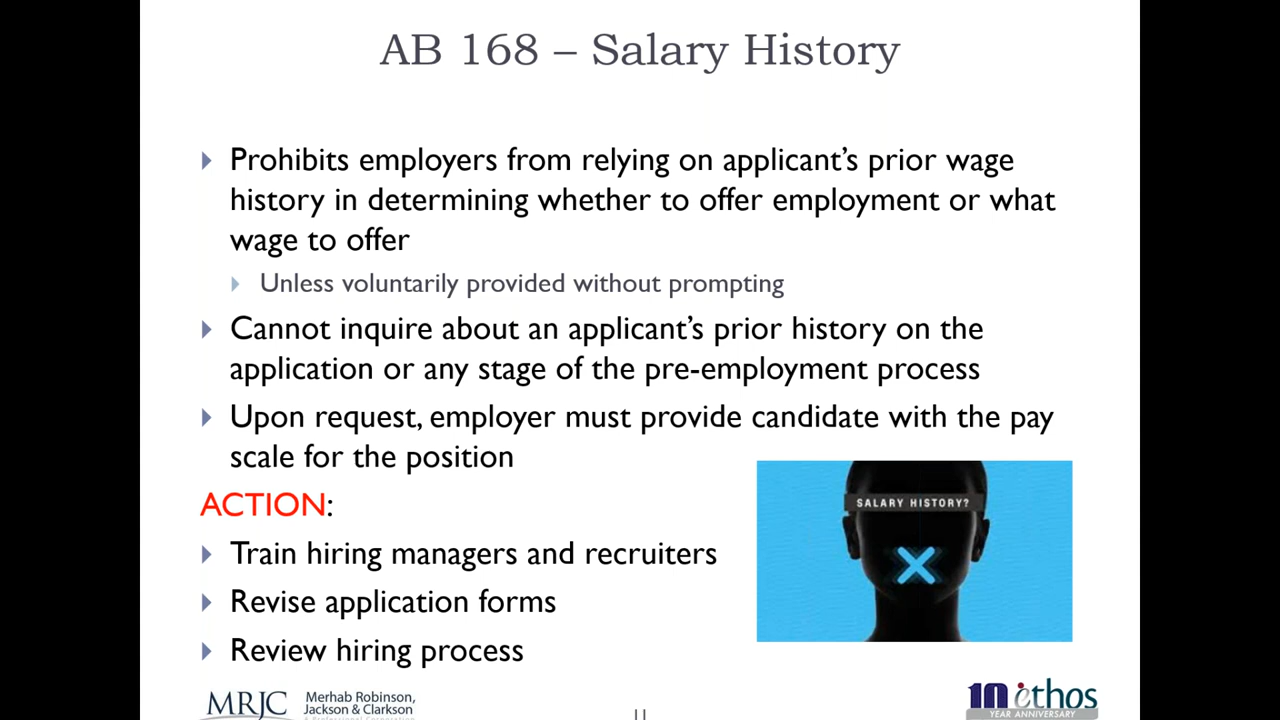 AB 168 – Salary History
Prohibits employers from relying on applicant's prior wage
history in determining whether to offer employment or what
wage to offer
Unless voluntarily provided without prompting
Cannot inquire about an applicant's prior history on the
application or any stage of the pre-employment process
Upon request, employer must provide candidate with the pay
scale for the position
SALARY HISTORY?
ACTION:
Train hiring managers and recruiters
Revise application forms
Review hiring process
MRJC Merhab Robinson,
Jackson & Clarkson
A Professional Corporation
11
10 ethos
YEAR ANNIVERSARY